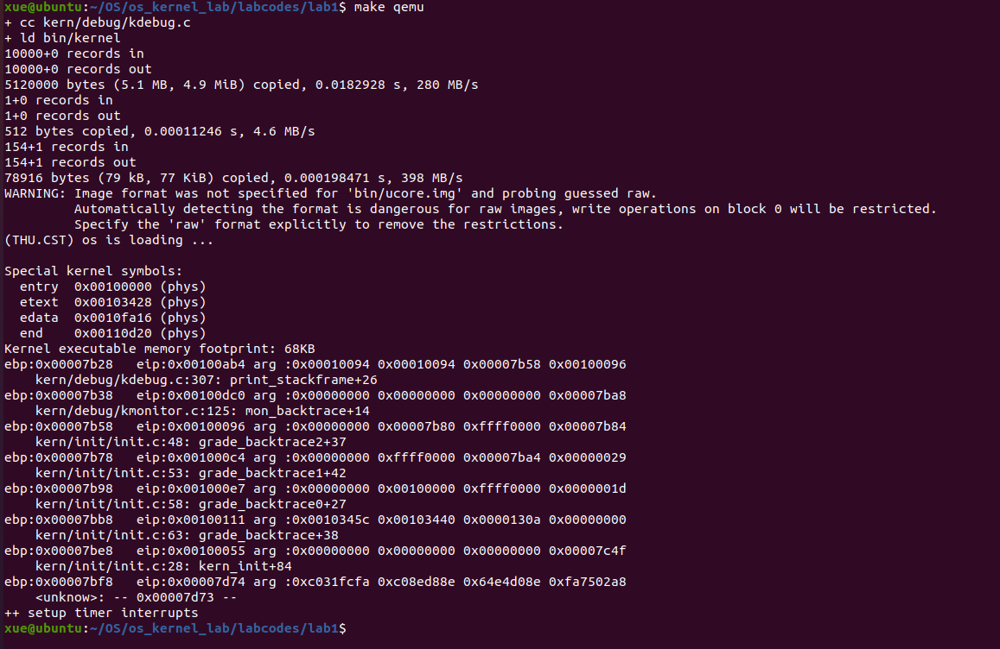 xue@ubuntu:~/OS/os_kernel_lab/labcodes/lab1$ make qemu
+ cc kern/debug/kdebug.c
+ ld bin/kernel
10000+0 records in
10000+0 records out
5120000 bytes (5.1 MB, 4.9 MiB) copied, 0.0182928 s, 280 MB/s
1+0 records in
1+0 records out
512 bytes copied, 0.00011246 s, 4.6 MB/s
154+1 records in
154+1 records out
78916 bytes (79 kB, 77 KiB) copied, 0.000198471 s, 398 MB/s
WARNING: Image format was not specified for 'bin/ucore.img' and probing guessed raw.
         Automatically detecting the format is dangerous for raw images, write operations on block 0 will be restricted.
         Specify the 'raw' format explicitly to remove the restrictions.
(THU.CST) os is loading ...

Special kernel symbols:
  entry  0x00100000 (phys)
  etext  0x00103428 (phys)
  edata  0x0010fa16 (phys)
  end    0x00110d20 (phys)
Kernel executable memory footprint: 68KB
ebp:0x00007b28   eip:0x00100ab4 arg :0x00010094 0x00010094 0x00007b58 0x00100096
    kern/debug/kdebug.c:307: print_stackframe+26
ebp:0x00007b38   eip:0x00100dc0 arg :0x00000000 0x00000000 0x00000000 0x00007ba8
    kern/debug/kmonitor.c:125: mon_backtrace+14
ebp:0x00007b58   eip:0x00100096 arg :0x00000000 0x00007b80 0xffff0000 0x00007b84
    kern/init/init.c:48: grade_backtrace2+37
ebp:0x00007b78   eip:0x001000c4 arg :0x00000000 0xffff0000 0x00007ba4 0x00000029
    kern/init/init.c:53: grade_backtrace1+42
ebp:0x00007b98   eip:0x001000e7 arg :0x00000000 0x00100000 0xffff0000 0x0000001d
    kern/init/init.c:58: grade_backtrace0+27
ebp:0x00007bb8   eip:0x00100111 arg :0x0010345c 0x00103440 0x0000130a 0x00000000
    kern/init/init.c:63: grade_backtrace+38
ebp:0x00007be8   eip:0x00100055 arg :0x00000000 0x00000000 0x00000000 0x00007c4f
    kern/init/init.c:28: kern_init+84
ebp:0x00007bf8   eip:0x00007d74 arg :0xc031fcfa 0xc08ed88e 0x64e4d08e 0xfa7502a8
    <unknow>: -- 0x00007d73 --
++ setup timer interrupts
xue@ubuntu:~/OS/os_kernel_lab/labcodes/lab1$